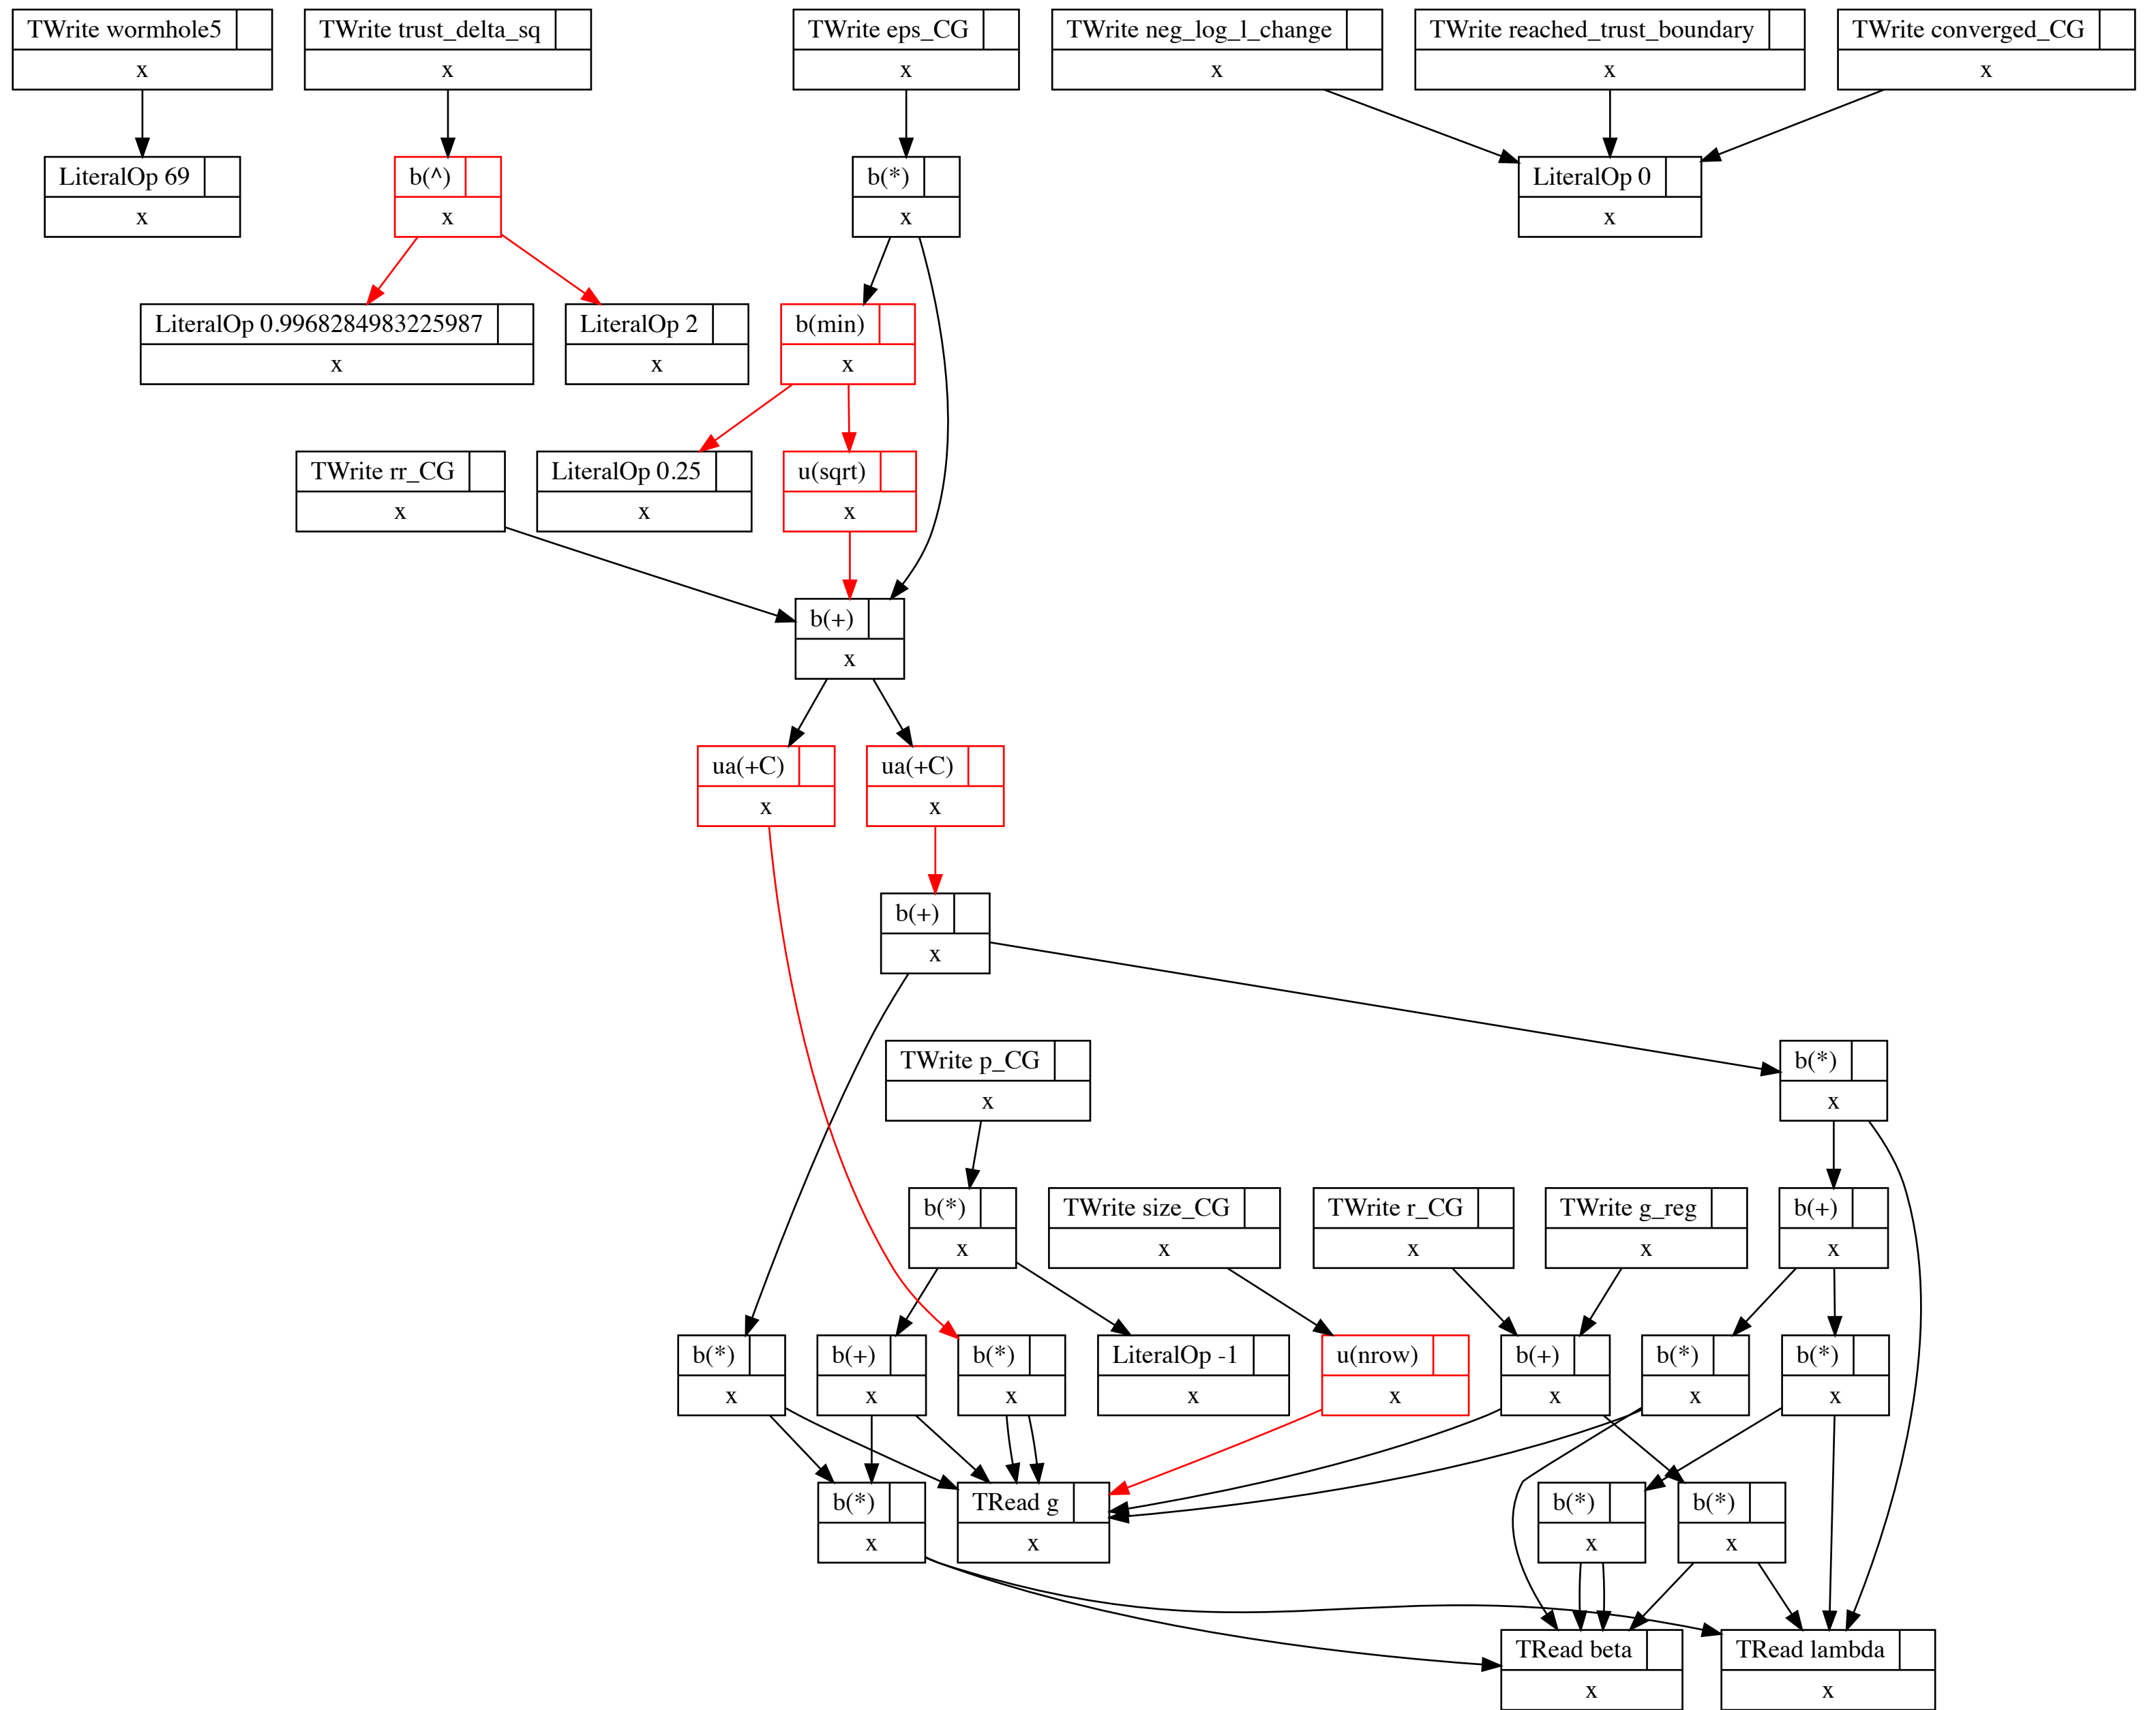 TWrite wormhole5
x
TWrite trust_delta_sq
x
TWrite eps_CG
x
TWrite neg_log_l_change
x
TWrite reached_trust_boundary
x
TWrite converged_CG
x
LiteralOp 69
x
b(^)
x
b(*)
x
LiteralOp 0
x
LiteralOp 0.9968284983225987
x
LiteralOp 2
x
b(min)
x
TWrite rr_CG
x
LiteralOp 0.25
x
u(sqrt)
x
b(+)
x
ua(+C)
x
ua(+C)
x
b(+)
x
TWrite p_CG
x
b(*)
x
b(*)
x
TWrite size_CG
x
TWrite r_CG
x
TWrite g_reg
x
b(+)
x
b(*)
x
b(+)
x
b(*)
x
LiteralOp -1
x
u(nrow)
x
b(+)
x
b(*)
x
b(*)
x
b(*)
x
TRead g
x
b(*)
x
b(*)
x
TRead beta
x
TRead lambda
x